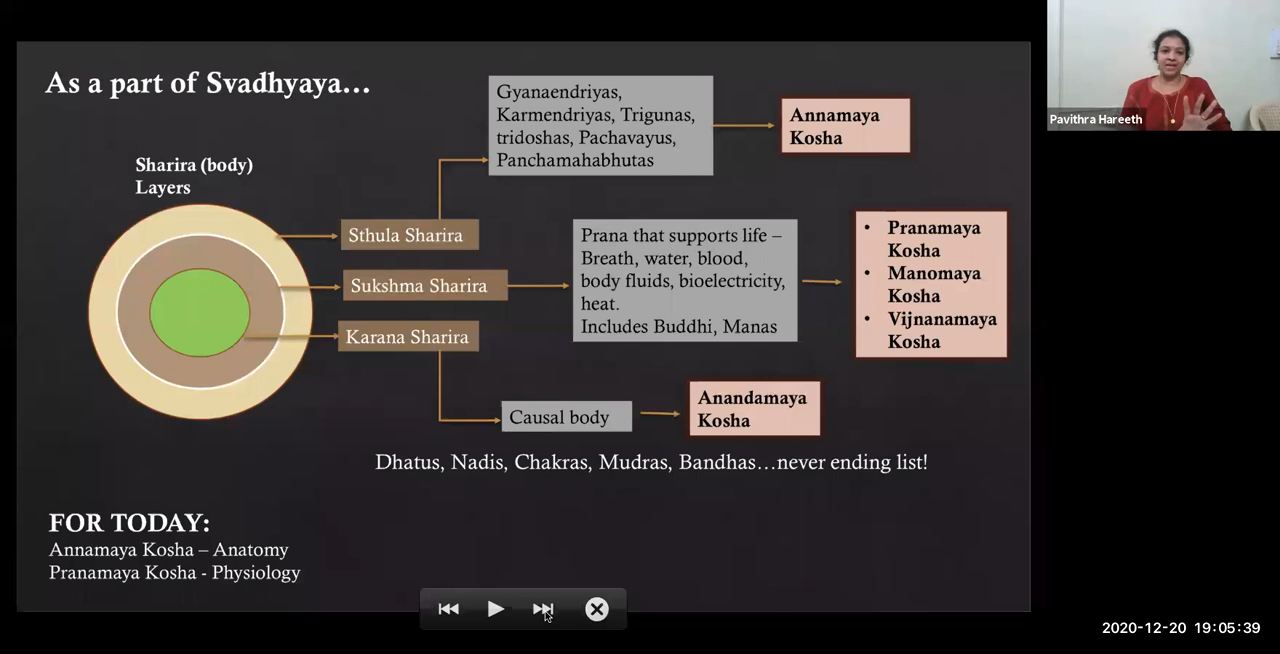 As a part of Svadhyaya...
Sharira (body)
Layers
Sthula Sharira
Sukshma Sharira
Karana Sharira
Gyanaendriyas,
Karmendriyas, Trigunas,
tridoshas, Pachavayus,
Panchamahabhutas
Annamaya
Kosha
Prana that supports life –
Breath, water, blood,
body fluids, bioelectricity,
heat.
Includes Buddhi, Manas
• Pranamaya
Kosha
• Manomaya
Kosha
• Vijnanamaya
Kosha
Causal body
Anandamaya
Kosha
Dhatus, Nadis, Chakras, Mudras, Bandhas...never ending list!
FOR TODAY:
Annamaya Kosha – Anatomy
Pranamaya Kosha - Physiology
Pavithra Hareeth
2020-12-20 19:05:39